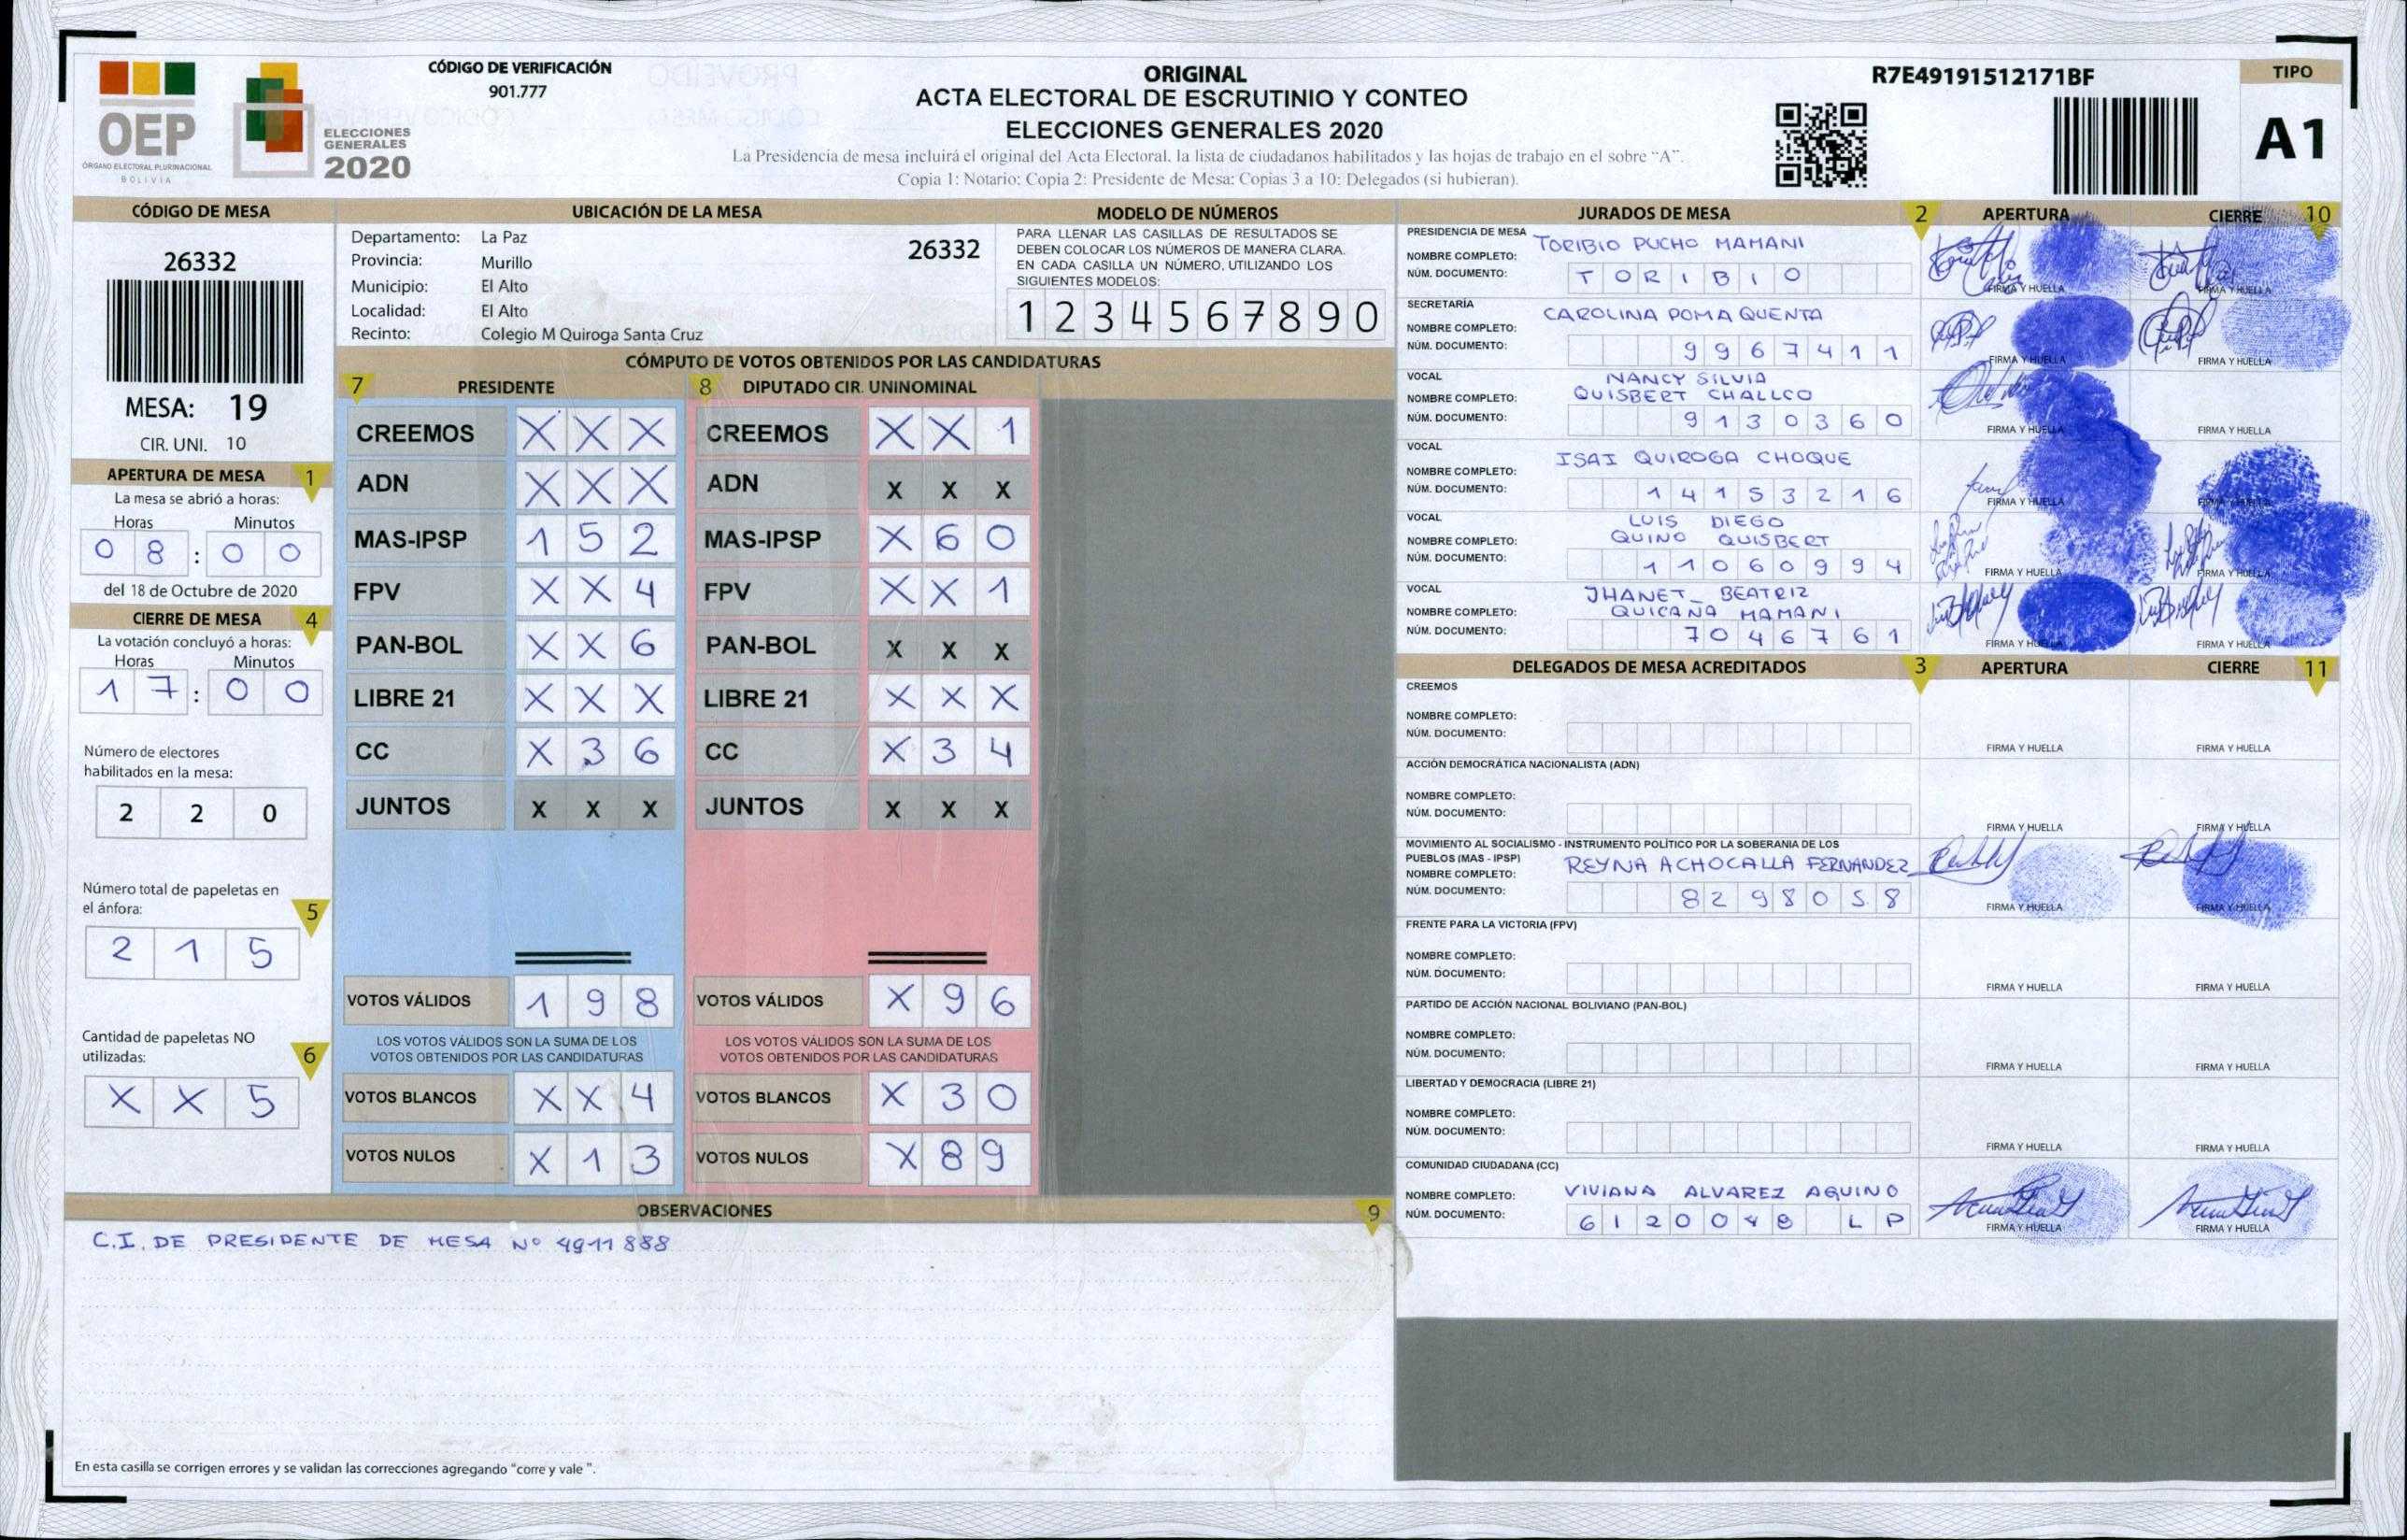 OEP
ÓRGANO ELECTORAL PLURINACIONAL
BOLIVIA
ELECCIONES
GENERALES
2020
CÓDIGO DE VERIFICACIÓN
901.777
ORIGINAL
ACTA ELECTORAL DE ESCRUTINIO Y CONTEO
ELECCIONES GENERALES 2020
La Presidencia de mesa incluirá el original del Acta Electoral, la lista de ciudadanos habilitados y las hojas de trabajo en el sobre "A".
Copia 1: Notario; Copia 2: Presidente de Mesa; Copias 3 a 10: Delegados (si hubieran).
R7E49191512171BF
TIPO
A1
CÓDIGO DE MESA
26332
MESA: 19
CIR. UNI. 10
APERTURA DE MESA 1
La mesa se abrió a horas:
Horas Minutos
0 8 : 0 0
del 18 de Octubre de 2020
CIERRE DE MESA 4
La votación concluyó a horas:
Horas Minutos
1 7 : 0 0
Número de electores
habilitados en la mesa:
2 2 0
Número total de papeletas en
el ánfora: 5
2 1 5
Cantidad de papeletas NO
utilizadas: 6
X X 5
UBICACIÓN DE LA MESA
Departamento: La Paz
Provincia: Murillo
Municipio: El Alto
Localidad: El Alto
Recinto: Colegio M Quiroga Santa Cruz
26332
MODELO DE NÚMEROS
PARA LLENAR LAS CASILLAS DE RESULTADOS SE
DEBEN COLOCAR LOS NÚMEROS DE MANERA CLARA.
EN CADA CASILLA UN NÚMERO, UTILIZANDO LOS
SIGUIENTES MODELOS:
1 2 3 4 5 6 7 8 9 0
CÓMPUTO DE VOTOS OBTENIDOS POR LAS CANDIDATURAS
7 PRESIDENTE 8 DIPUTADO CIR. UNINOMINAL
CREEMOS X X X CREEMOS X X 1
ADN X X X ADN X X X
MAS-IPSP 1 5 2 MAS-IPSP X 6 0
FPV X X 4 FPV X X 1
PAN-BOL X X 6 PAN-BOL X X X
LIBRE 21 X X X LIBRE 21 X X X
CC X 3 6 CC X 3 4
JUNTOS X X X JUNTOS X X X
VOTOS VÁLIDOS 1 9 8 VOTOS VÁLIDOS X 9 6
LOS VOTOS VÁLIDOS SON LA SUMA DE LOS LOS VOTOS VÁLIDOS SON LA SUMA DE LOS
VOTOS OBTENIDOS POR LAS CANDIDATURAS VOTOS OBTENIDOS POR LAS CANDIDATURAS
VOTOS BLANCOS X X 4 VOTOS BLANCOS X 3 0
VOTOS NULOS X 1 3 VOTOS NULOS X 8 9
OBSERVACIONES 9
C.I. DE PRESIDENTE DE MESA Nº 4911888
En esta casilla se corrigen errores y se validan las correcciones agregando "corre y vale ".
JURADOS DE MESA 2 APERTURA CIERRE 10
PRESIDENCIA DE MESA
NOMBRE COMPLETO: TORIBIO PUCHO MAMANI
NÚM. DOCUMENTO: T O R I B I O
FIRMA Y HUELLA FIRMA Y HUELLA
SECRETARÍA
NOMBRE COMPLETO: CAROLINA POMA QUENTA
NÚM. DOCUMENTO: 9 9 6 7 4 1 1
FIRMA Y HUELLA FIRMA Y HUELLA
VOCAL NANCY SILVIA
NOMBRE COMPLETO: QUISBERT CHALLCO
NÚM. DOCUMENTO: 9 1 3 0 3 6 0
FIRMA Y HUELLA FIRMA Y HUELLA
VOCAL
NOMBRE COMPLETO: ISAI QUIROGA CHOQUE
NÚM. DOCUMENTO: 1 4 1 5 3 2 1 6
FIRMA Y HUELLA FIRMA Y HUELLA
VOCAL LUIS DIEGO
NOMBRE COMPLETO: QUINO QUISBERT
NÚM. DOCUMENTO: 1 1 0 6 0 9 9 4
FIRMA Y HUELLA FIRMA Y HUELLA
VOCAL JHANET BEATRIZ
NOMBRE COMPLETO: QUICAÑA MAMANI
NÚM. DOCUMENTO: 7 0 4 6 7 6 1
FIRMA Y HUELLA FIRMA Y HUELLA
DELEGADOS DE MESA ACREDITADOS 3 APERTURA CIERRE 11
CREEMOS
NOMBRE COMPLETO:
NÚM. DOCUMENTO:
FIRMA Y HUELLA FIRMA Y HUELLA
ACCIÓN DEMOCRÁTICA NACIONALISTA (ADN)
NOMBRE COMPLETO:
NÚM. DOCUMENTO:
FIRMA Y HUELLA FIRMA Y HUELLA
MOVIMIENTO AL SOCIALISMO - INSTRUMENTO POLÍTICO POR LA SOBERANIA DE LOS
PUEBLOS (MAS - IPSP)
NOMBRE COMPLETO: REYNA ACHOCALLA FERNANDEZ
NÚM. DOCUMENTO: 8 2 9 8 0 5 8
FIRMA Y HUELLA FIRMA Y HUELLA
FRENTE PARA LA VICTORIA (FPV)
NOMBRE COMPLETO:
NÚM. DOCUMENTO:
FIRMA Y HUELLA FIRMA Y HUELLA
PARTIDO DE ACCIÓN NACIONAL BOLIVIANO (PAN-BOL)
NOMBRE COMPLETO:
NÚM. DOCUMENTO:
FIRMA Y HUELLA FIRMA Y HUELLA
LIBERTAD Y DEMOCRACIA (LIBRE 21)
NOMBRE COMPLETO:
NÚM. DOCUMENTO:
FIRMA Y HUELLA FIRMA Y HUELLA
COMUNIDAD CIUDADANA (CC)
NOMBRE COMPLETO: VIVIANA ALVAREZ AQUINO
NÚM. DOCUMENTO: 6 1 2 0 0 4 8 L P
FIRMA Y HUELLA FIRMA Y HUELLA